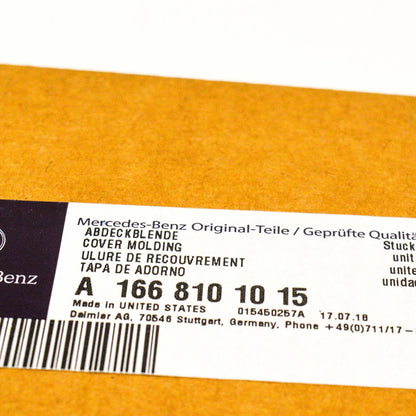 Mercedes-Benz Original-Teile / Geprüfte Qualitä
ABDECKBLENDE
COVER MOLDING
ULURE DE RECOUVREMENT
TAPA DE ADORNO
Stuck
unit
unite
unidad
Benz
A 166 810 10 15
Made in UNITED STATES 015450257A 17.07.18
Daimler AG, 70546 Stuttgart, Germany, Phone +49(0)711/17-